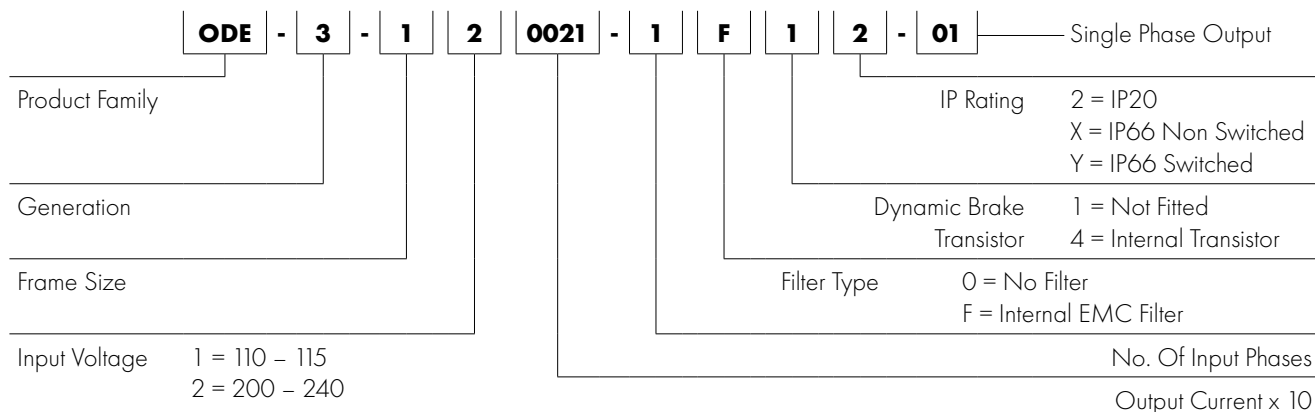 ODE - 3 - 1 2 0021 - 1 F 1 2 - 01 Single Phase Output
Product Family
IP Rating 2 = IP20
X = IP66 Non Switched
Y = IP66 Switched
Generation
Dynamic Brake 1 = Not Fitted
Transistor 4 = Internal Transistor
Frame Size
Filter Type 0 = No Filter
F = Internal EMC Filter
Input Voltage 1 = 110 – 115
2 = 200 – 240
No. Of Input Phases
Output Current x 10